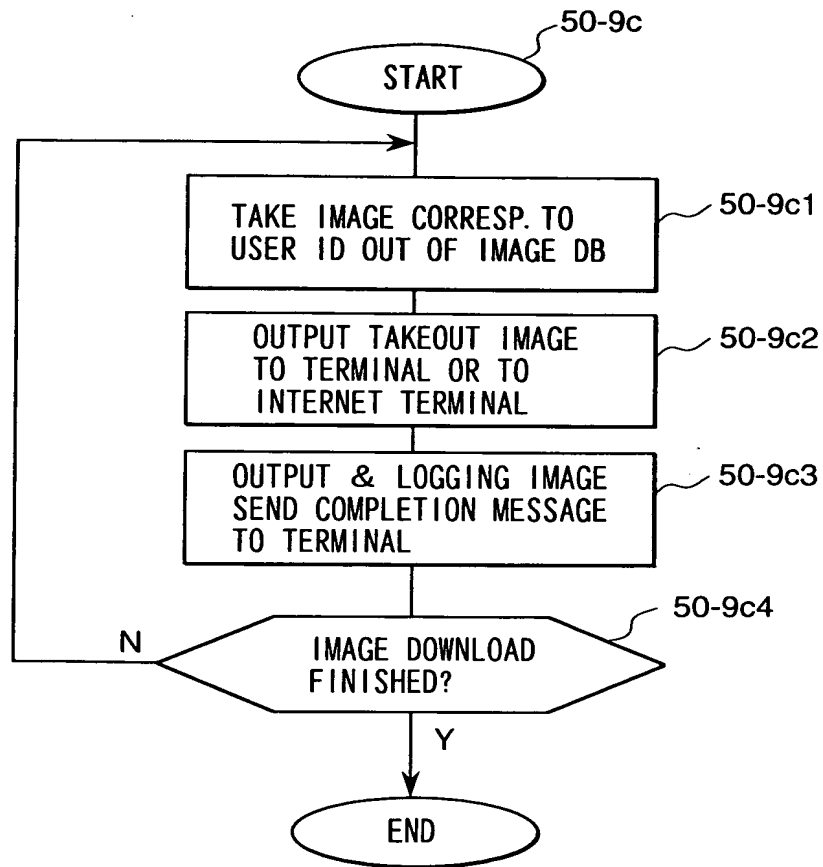 50-9c
START
TAKE IMAGE CORRESP. TO
USER ID OUT OF IMAGE DB
50-9c1
OUTPUT TAKEOUT IMAGE
TO TERMINAL OR TO
INTERNET TERMINAL
50-9c2
OUTPUT & LOGGING IMAGE
SEND COMPLETION MESSAGE
TO TERMINAL
50-9c3
50-9c4
N
IMAGE DOWNLOAD
FINISHED?
Y
END